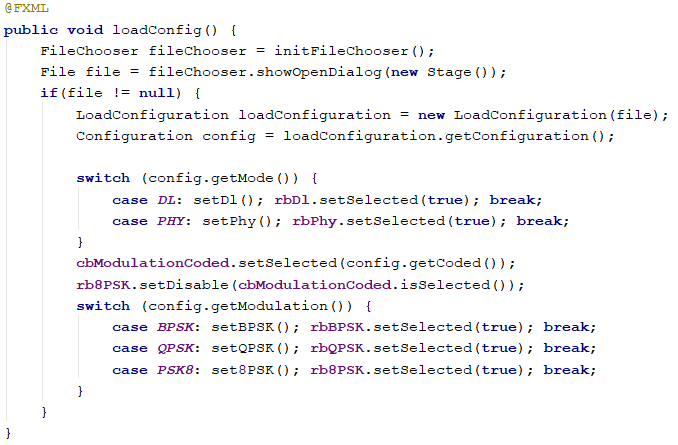 @FXML
public void loadConfig() {
    FileChooser fileChooser = initFileChooser();
    File file = fileChooser.showOpenDialog(new Stage());
    if(file != null) {
        LoadConfiguration loadConfiguration = new LoadConfiguration(file);
        Configuration config = loadConfiguration.getConfiguration();

        switch (config.getMode()) {
            case DL: setDl(); rbDl.setSelected(true); break;
            case PHY: setPhy(); rbPhy.setSelected(true); break;
        }
        cbModulationCoded.setSelected(config.getCoded());
        rb8PSK.setDisable(cbModulationCoded.isSelected());
        switch (config.getModulation()) {
            case BPSK: setBPSK(); rbBPSK.setSelected(true); break;
            case QPSK: setQPSK(); rbQPSK.setSelected(true); break;
            case PSK8: set8PSK(); rb8PSK.setSelected(true); break;
        }
    }
}